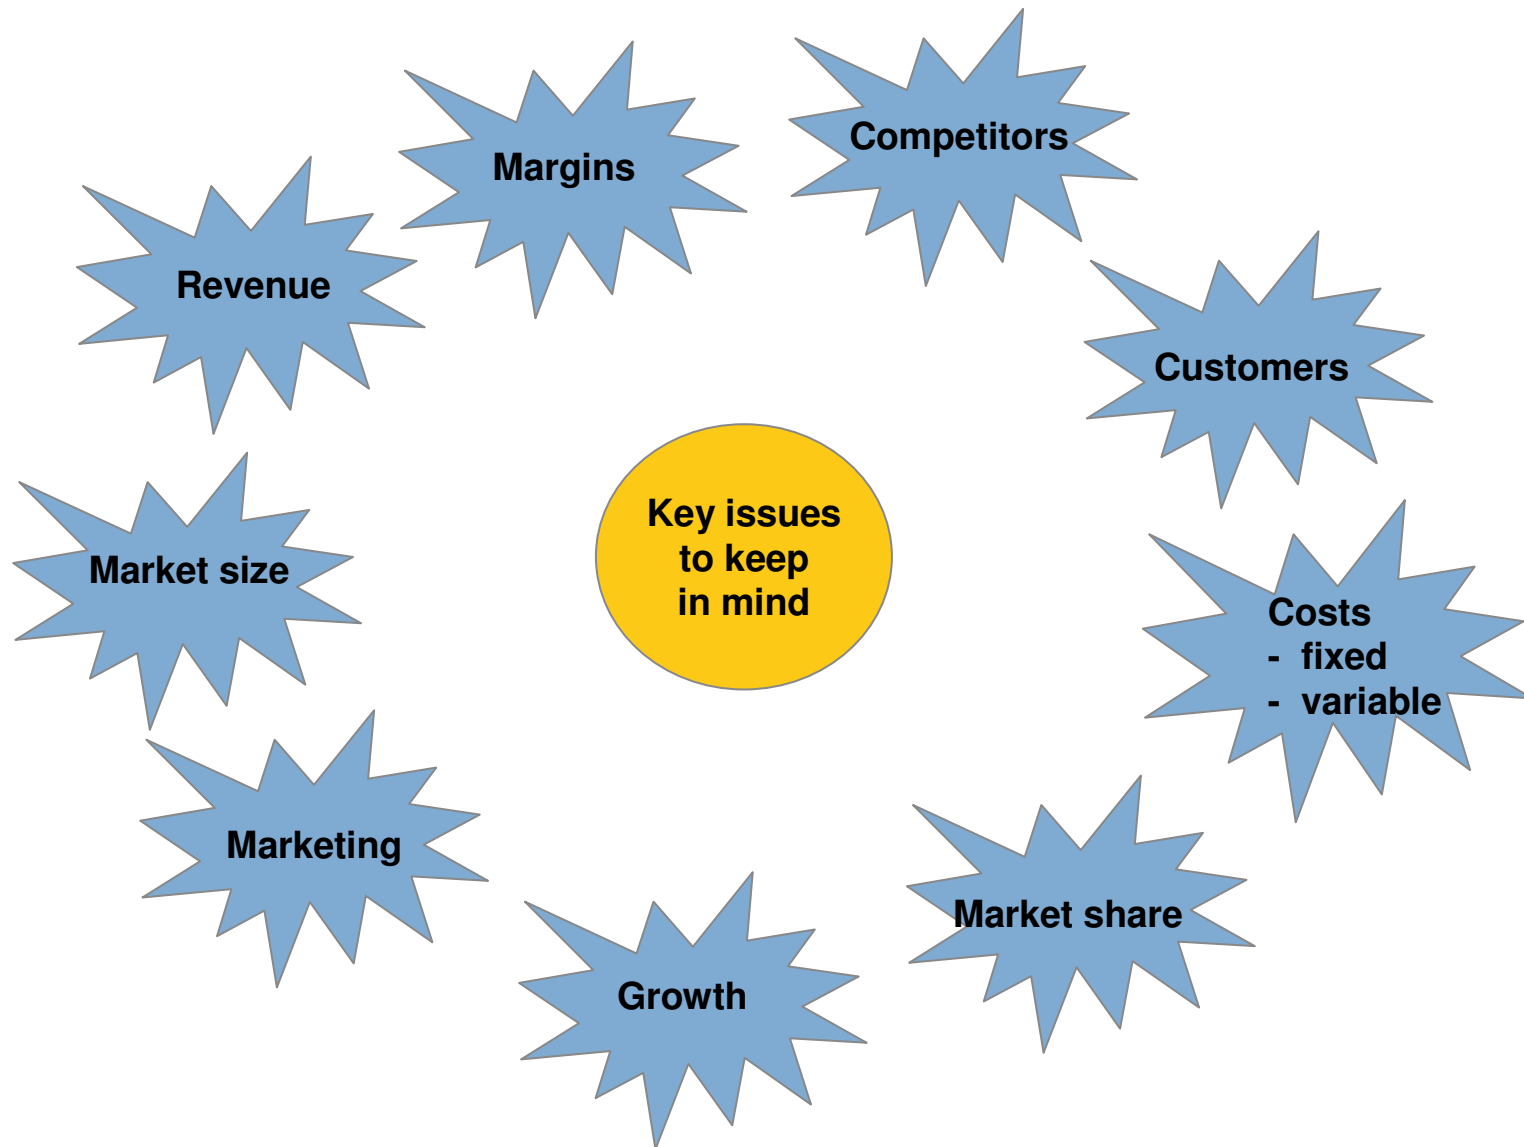 Competitors
Margins
Revenue
Customers
Key issues
to keep
in mind
Market size
Costs
- fixed
- variable
Marketing
Market share
Growth